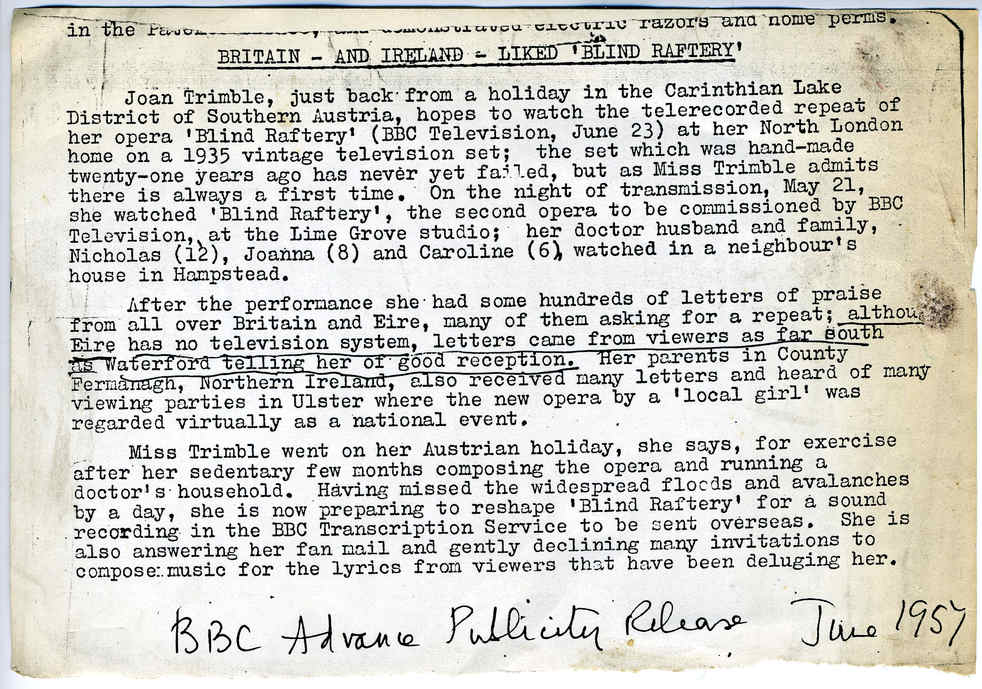 in the and demonstrated electric razors and home perms.
BRITAIN - AND IRELAND - LIKED 'BLIND RAFTERY'
Joan Trimble, just back from a holiday in the Carinthian Lake
District of Southern Austria, hopes to watch the telerecorded repeat of
her opera 'Blind Raftery' (BBC Television, June 23) at her North London
home on a 1935 vintage television set; the set which was hand-made
twenty-one years ago has never yet failed, but as Miss Trimble admits
there is always a first time. On the night of transmission, May 21,
she watched 'Blind Raftery', the second opera to be commissioned by BBC
Television, at the Lime Grove studio; her doctor husband and family,
Nicholas (12), Joanna (8) and Caroline (6) watched in a neighbour's
house in Hampstead.
After the performance she had some hundreds of letters of praise
from all over Britain and Eire, many of them asking for a repeat; althou
Eire has no television system, letters came from viewers as far south
as Waterford telling her of good reception. Her parents in County
Fermanagh, Northern Ireland, also received many letters and heard of many
viewing parties in Ulster where the new opera by a 'local girl' was
regarded virtually as a national event.
Miss Trimble went on her Austrian holiday, she says, for exercise
after her sedentary few months composing the opera and running a
doctor's household. Having missed the widespread floods and avalanches
by a day, she is now preparing to reshape 'Blind Raftery' for a sound
recording in the BBC Transcription Service to be sent overseas. She is
also answering her fan mail and gently declining many invitations to
compose music for the lyrics from viewers that have been deluging her.
BBC Advance Publicity Release June 1957